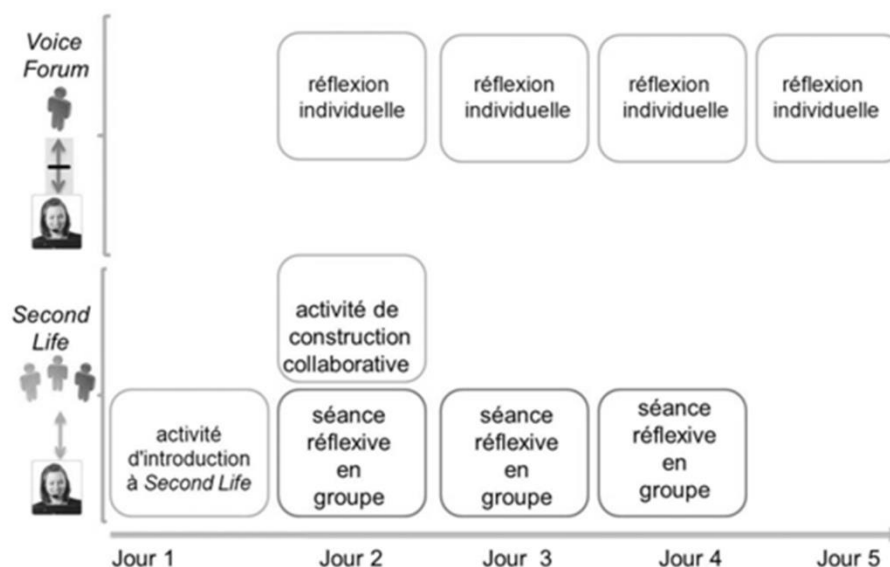 Voice
Forum
réflexion
individuelle
réflexion
individuelle
réflexion
individuelle
réflexion
individuelle
Second
Life
activité de
construction
collaborative
activité
d'introduction
à Second Life
séance
réflexive
en
groupe
séance
réflexive
en
groupe
séance
réflexive
en
groupe
Jour 1
Jour 2
Jour 3
Jour 4
Jour 5